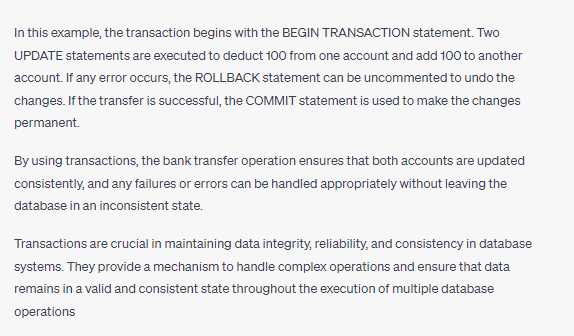 In this example, the transaction begins with the BEGIN TRANSACTION statement. Two
UPDATE statements are executed to deduct 100 from one account and add 100 to another
account. If any error occurs, the ROLLBACK statement can be uncommented to undo the
changes. If the transfer is successful, the COMMIT statement is used to make the changes
permanent.
By using transactions, the bank transfer operation ensures that both accounts are updated
consistently, and any failures or errors can be handled appropriately without leaving the
database in an inconsistent state.
Transactions are crucial in maintaining data integrity, reliability, and consistency in database
systems. They provide a mechanism to handle complex operations and ensure that data
remains in a valid and consistent state throughout the execution of multiple database
operations